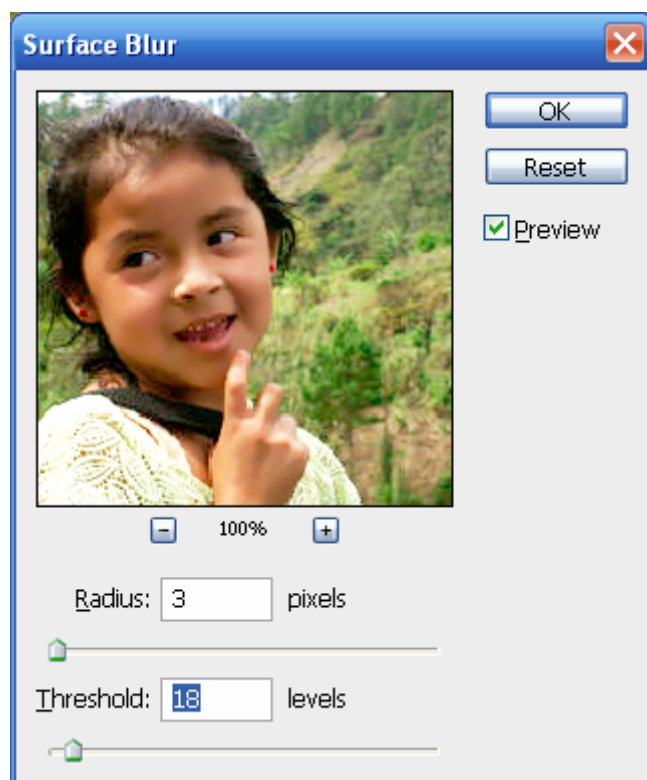 Surface Blur
OK
Reset
Preview
100%
Radius: 3 pixels
Threshold: 18 levels